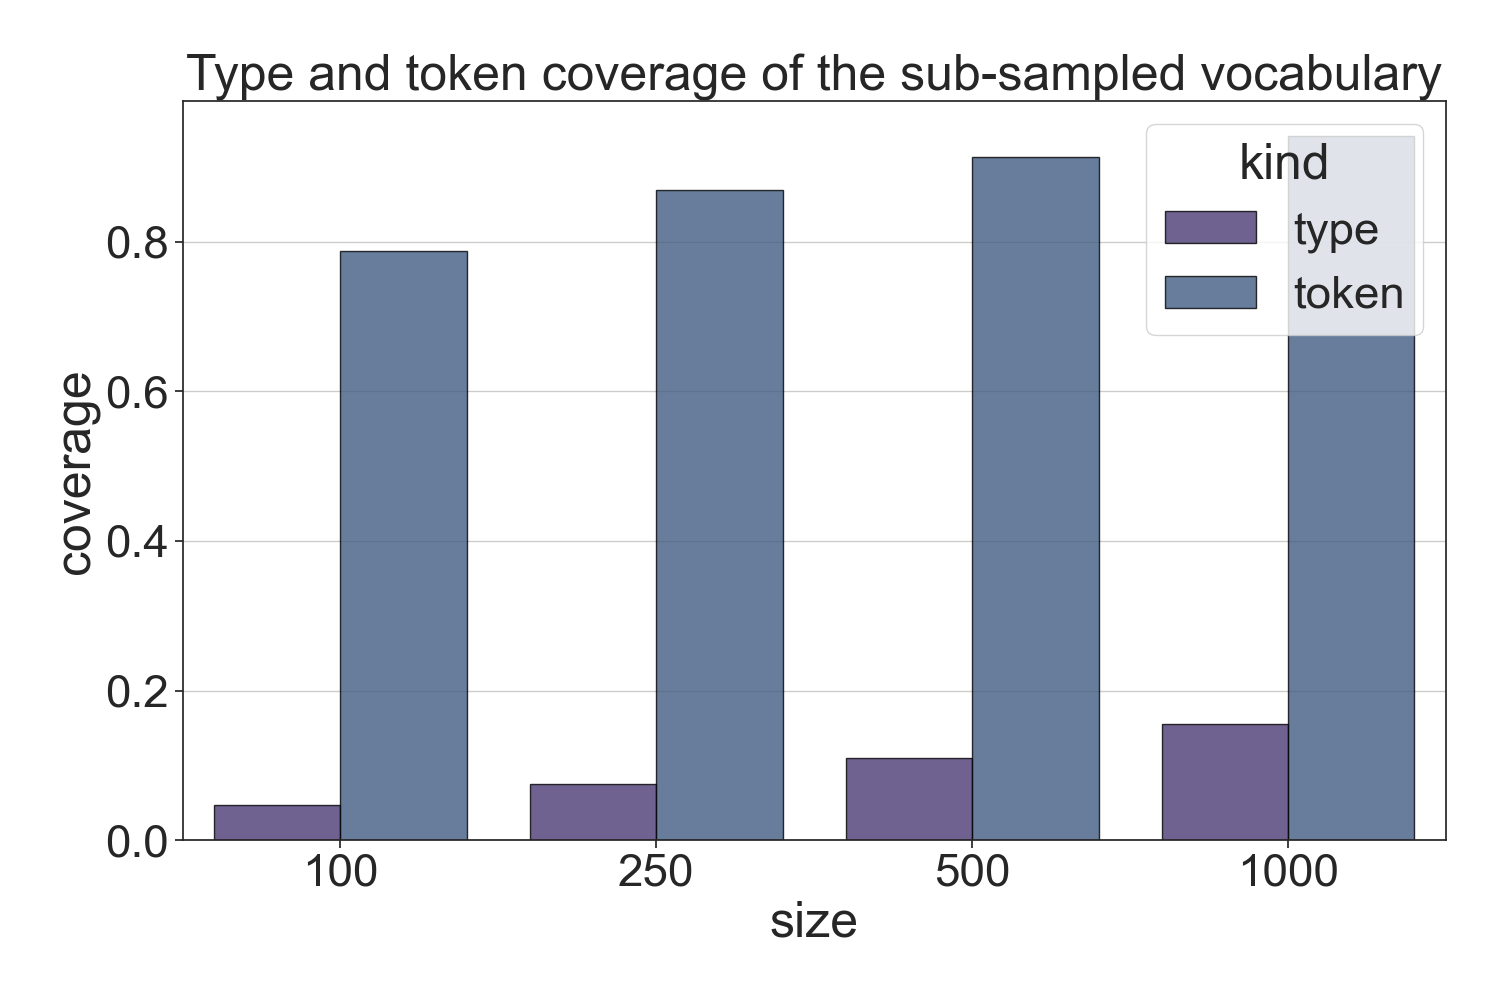 Type and token coverage of the sub-sampled vocabulary
kind
type
token
coverage
0.8
0.6
0.4
0.2
0.0
100 250 500 1000
size